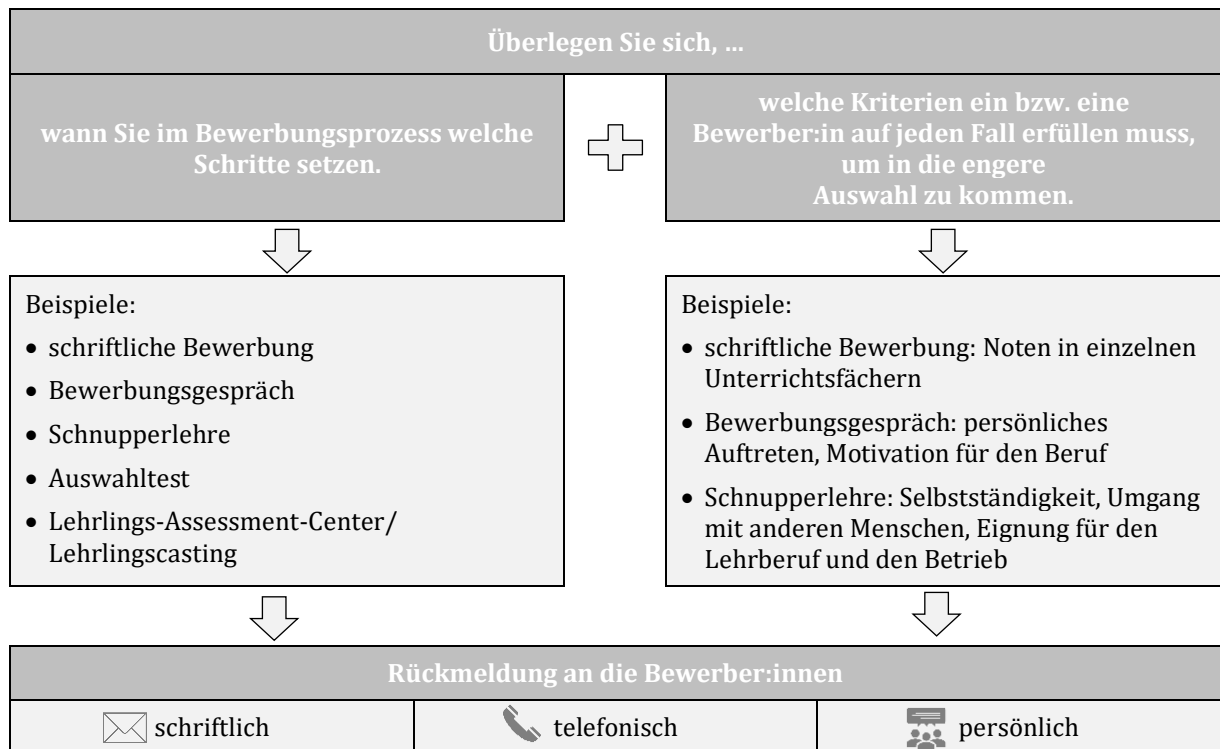 Überlegen Sie sich, ...
wann Sie im Bewerbungsprozess welche
Schritte setzen.
welche Kriterien ein bzw. eine
Bewerber:in auf jeden Fall erfüllen muss,
um in die engere
Auswahl zu kommen.
Beispiele:
• schriftliche Bewerbung
• Bewerbungsgespräch
• Schnupperlehre
• Auswahltest
• Lehrlings-Assessment-Center/
Lehrlingscasting
Beispiele:
• schriftliche Bewerbung: Noten in einzelnen
Unterrichtsfächern
• Bewerbungsgespräch: persönliches
Auftreten, Motivation für den Beruf
• Schnupperlehre: Selbstständigkeit, Umgang
mit anderen Menschen, Eignung für den
Lehrberuf und den Betrieb
Rückmeldung an die Bewerber:innen
schriftlich
telefonisch
persönlich